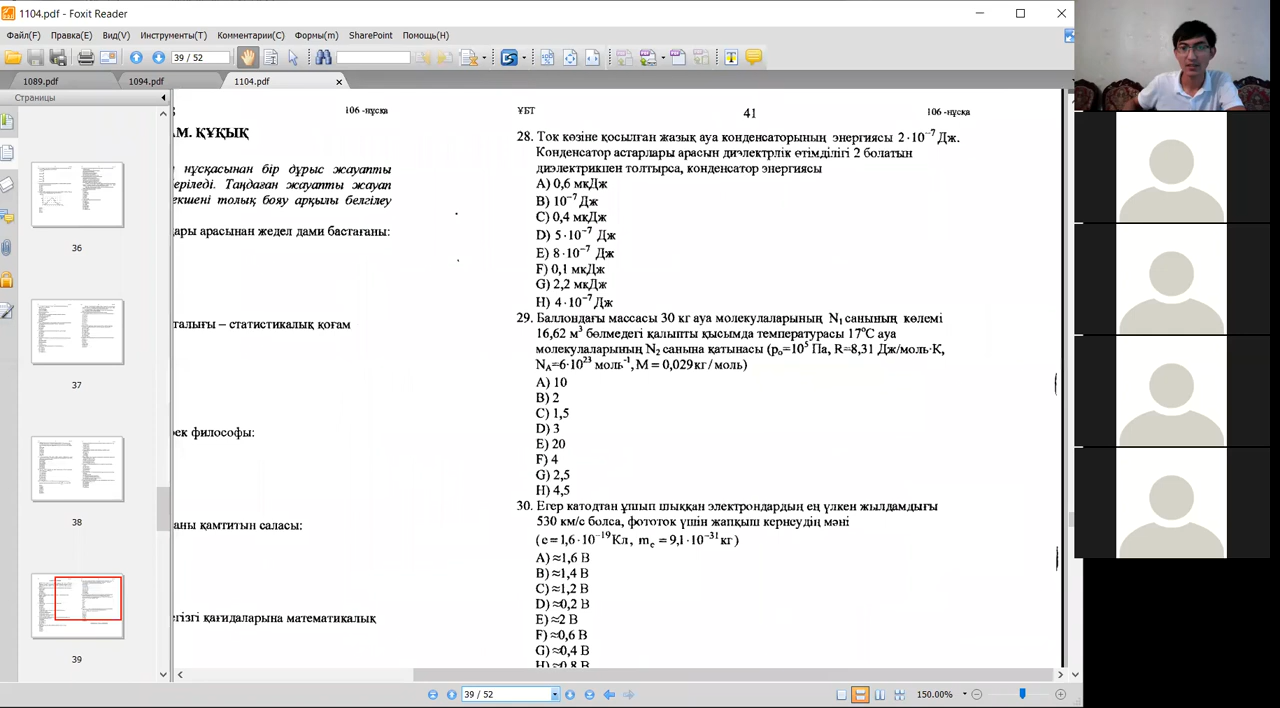 1104.pdf - Foxit Reader
Файл(F) Правка(E) Вид(V) Инструменты(T) Комментарии(C) Формы(m) SharePoint Помощь(H)
39 / 52
1089.pdf 1094.pdf 1104.pdf
Страницы
36
37
38
39
106 -нұсқа
АМ. ҚҰҚЫҚ
нұсқасынан бір дұрыс жауапты
еріледі. Таңдаған жауапты жауап
екшені толық бояу арқылы белгілеу
дары арасынан жедел дами бастағаны:
талығы – статистикалық қоғам
рек философы:
аны қамтитын саласы:
егізгі қағидаларына математикалық
ҰБТ 41 106 -нұсқа
28. Ток көзіне қосылған жазық ауа конденсаторының энергиясы 2·10⁻⁷ Дж.
Конденсатор астарлары арасын диэлектрлік өтімділігі 2 болатын
диэлектрикпен толтырса, конденсатор энергиясы
A) 0,6 мкДж
B) 10⁻⁷ Дж
C) 0,4 мкДж
D) 5·10⁻⁷ Дж
E) 8·10⁻⁷ Дж
F) 0,1 мкДж
G) 2,2 мкДж
H) 4·10⁻⁷ Дж
29. Баллондағы массасы 30 кг ауа молекулаларының N₁ санының көлемі
16,62 м³ бөлмедегі қалыпты қысымда температурасы 17⁰С ауа
молекулаларының N₂ санына қатынасы (p₀=10⁵ Па, R=8,31 Дж/моль·К,
N_A=6·10²³ моль⁻¹, М = 0,029кг/моль)
A) 10
B) 2
C) 1,5
D) 3
E) 20
F) 4
G) 2,5
H) 4,5
30. Егер катодтан ұшып шыққан электрондардың ең үлкен жылдамдығы
530 км/с болса, фототок үшін жапқыш кернеудің мәні
(e = 1,6·10⁻¹⁹ Кл, mₑ = 9,1·10⁻³¹ кг)
A) ≈1,6 В
B) ≈1,4 В
C) ≈1,2 В
D) ≈0,2 В
E) ≈2 В
F) ≈0,6 В
G) ≈0,4 В
H) ≈0,8 В
39 / 52
150.00%